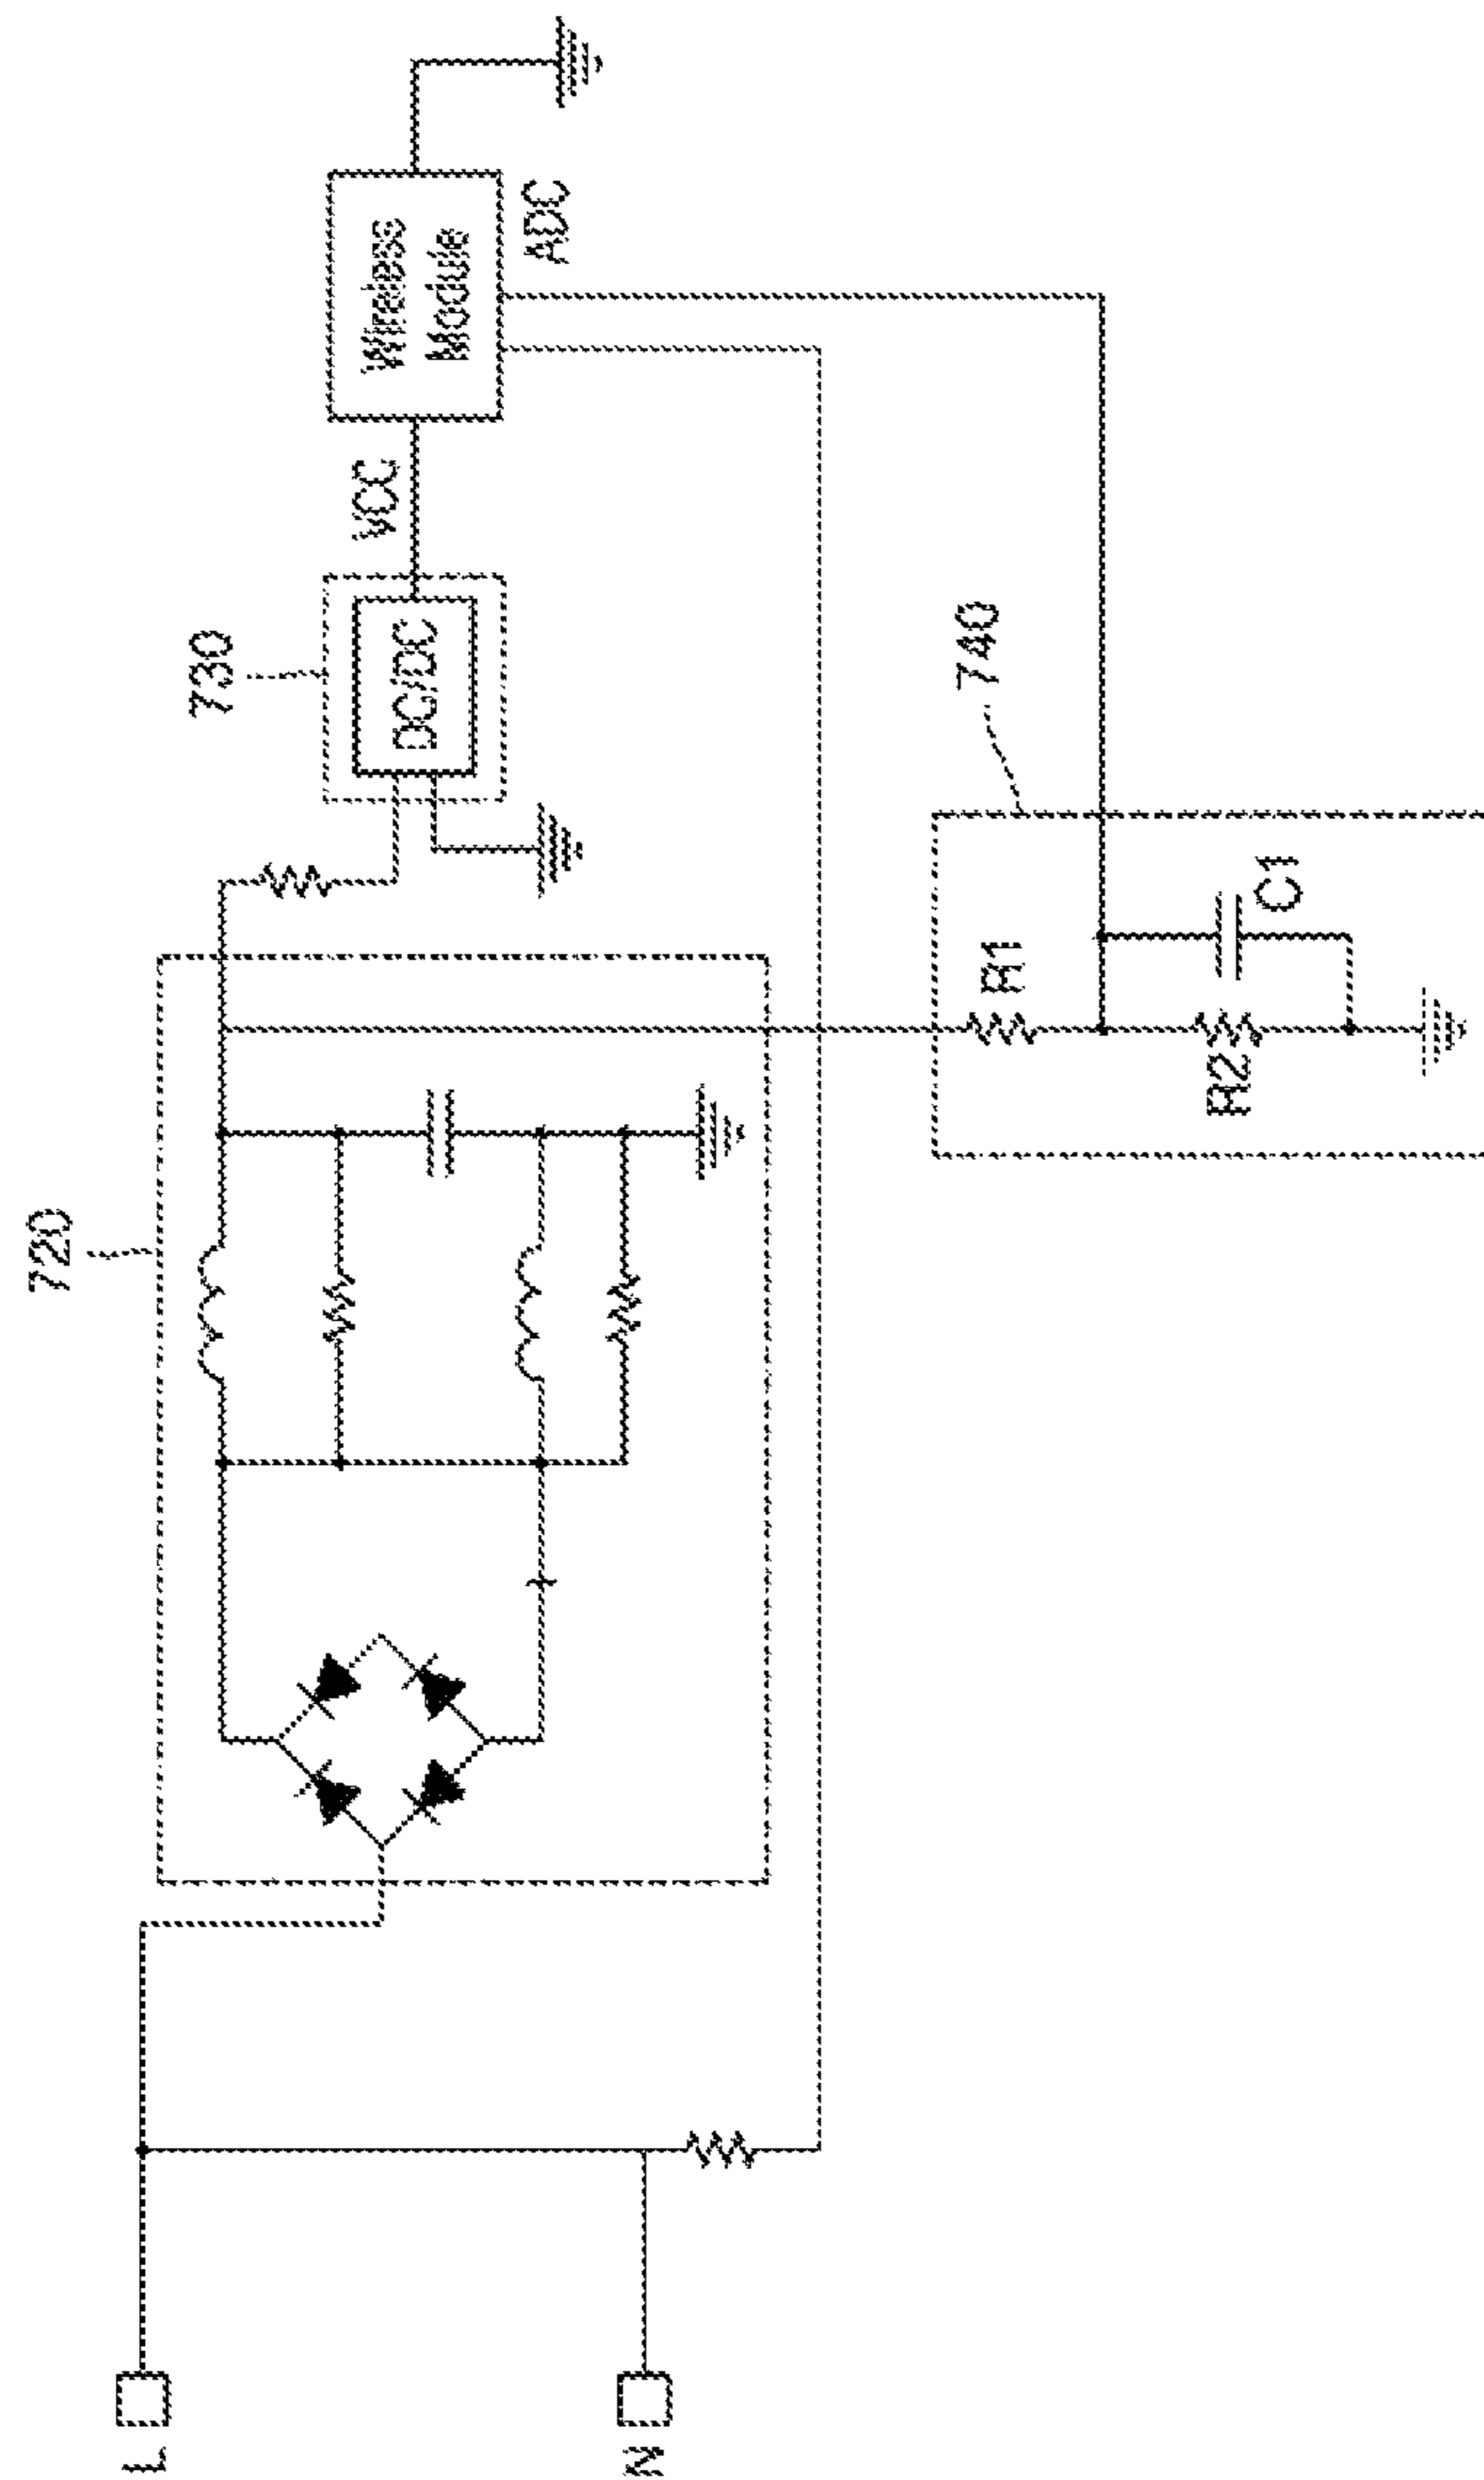 720
730
VCC
DC/DC
Wireless
Module
ADC
L
N
740
R1
R2
C1